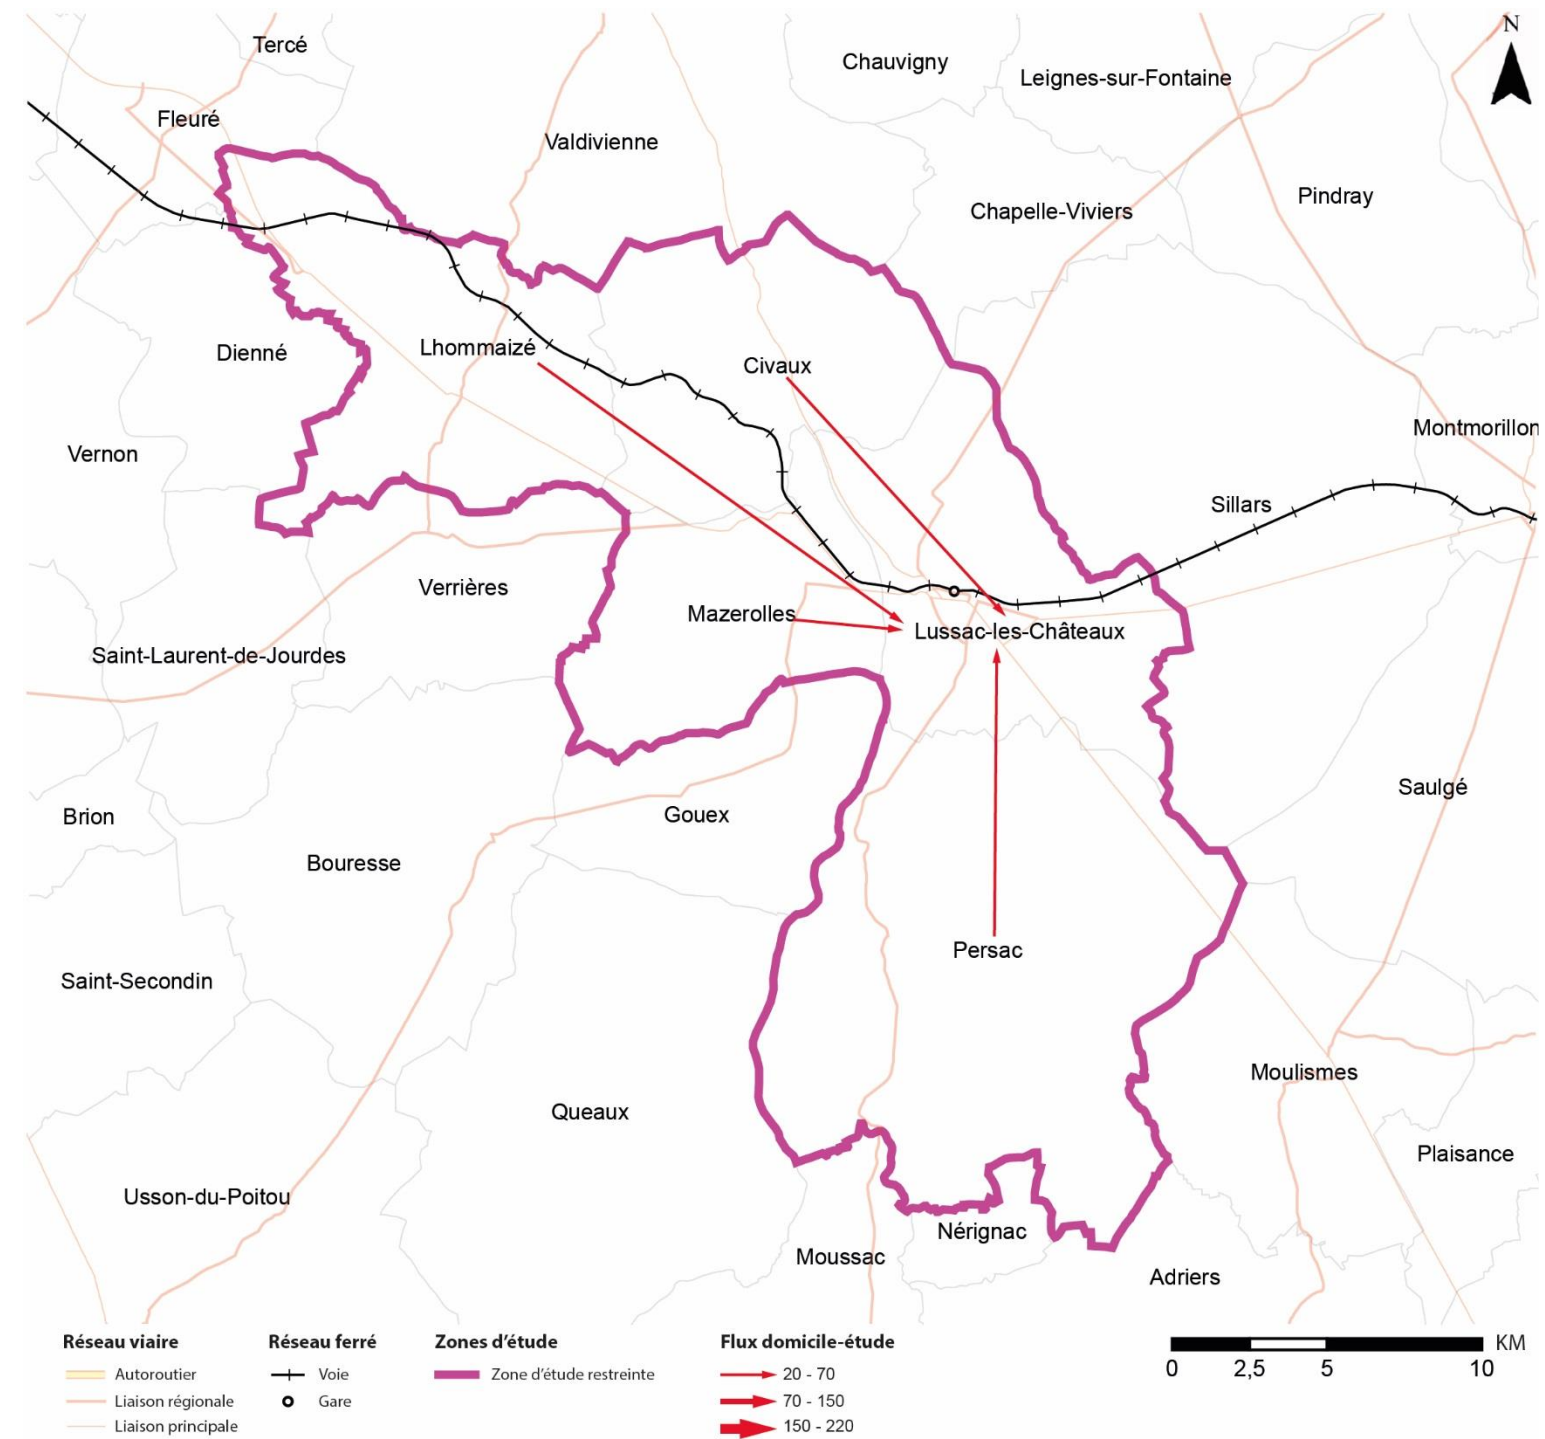 N
Tercé
Chauvigny
Leignes-sur-Fontaine
Fleuré
Valdivienne
Pindray
Chapelle-Viviers
Lhommaizé
Dienné
Civaux
Montmorillon
Vernon
Sillars
Verrières
Mazerolles
Lussac-les-Châteaux
Saint-Laurent-de-Jourdes
Saulgé
Brion
Gouex
Bouresse
Persac
Saint-Secondin
Moulismes
Queaux
Plaisance
Usson-du-Poitou
Nérignac
Moussac
Adriers
Réseau viaire
Autoroutier
Liaison régionale
Liaison principale
Réseau ferré
Voie
Gare
Zones d'étude
Zone d'étude restreinte
Flux domicile-étude
20 - 70
70 - 150
150 - 220
KM
0 2,5 5 10